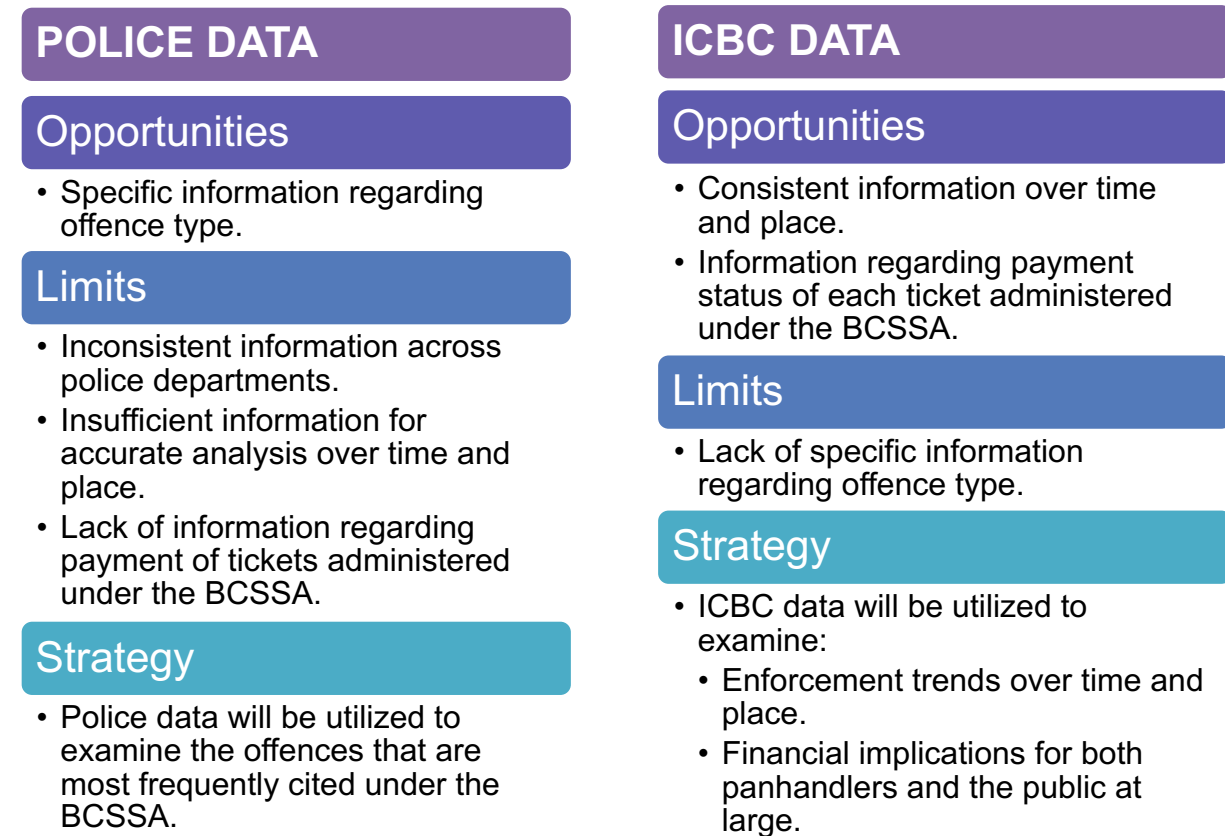 POLICE DATA
Opportunities
• Specific information regarding
offence type.
Limits
• Inconsistent information across
police departments.
• Insufficient information for
accurate analysis over time and
place.
• Lack of information regarding
payment of tickets administered
under the BCSSA.
Strategy
• Police data will be utilized to
examine the offences that are
most frequently cited under the
BCSSA.
ICBC DATA
Opportunities
• Consistent information over time
and place.
• Information regarding payment
status of each ticket administered
under the BCSSA.
Limits
• Lack of specific information
regarding offence type.
Strategy
• ICBC data will be utilized to
examine:
• Enforcement trends over time and
place.
• Financial implications for both
panhandlers and the public at
large.